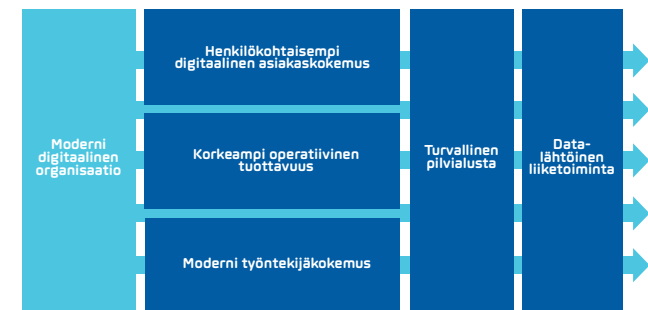 Moderni
digitaalinen
organisaatio
Henkilökohtaisempi
digitaalinen asiakaskokemus
Korkeampi operatiivinen
tuottavuus
Moderni työntekijäkokemus
Turvallinen
pilvialusta
Data-
lähtöinen
liiketoiminta